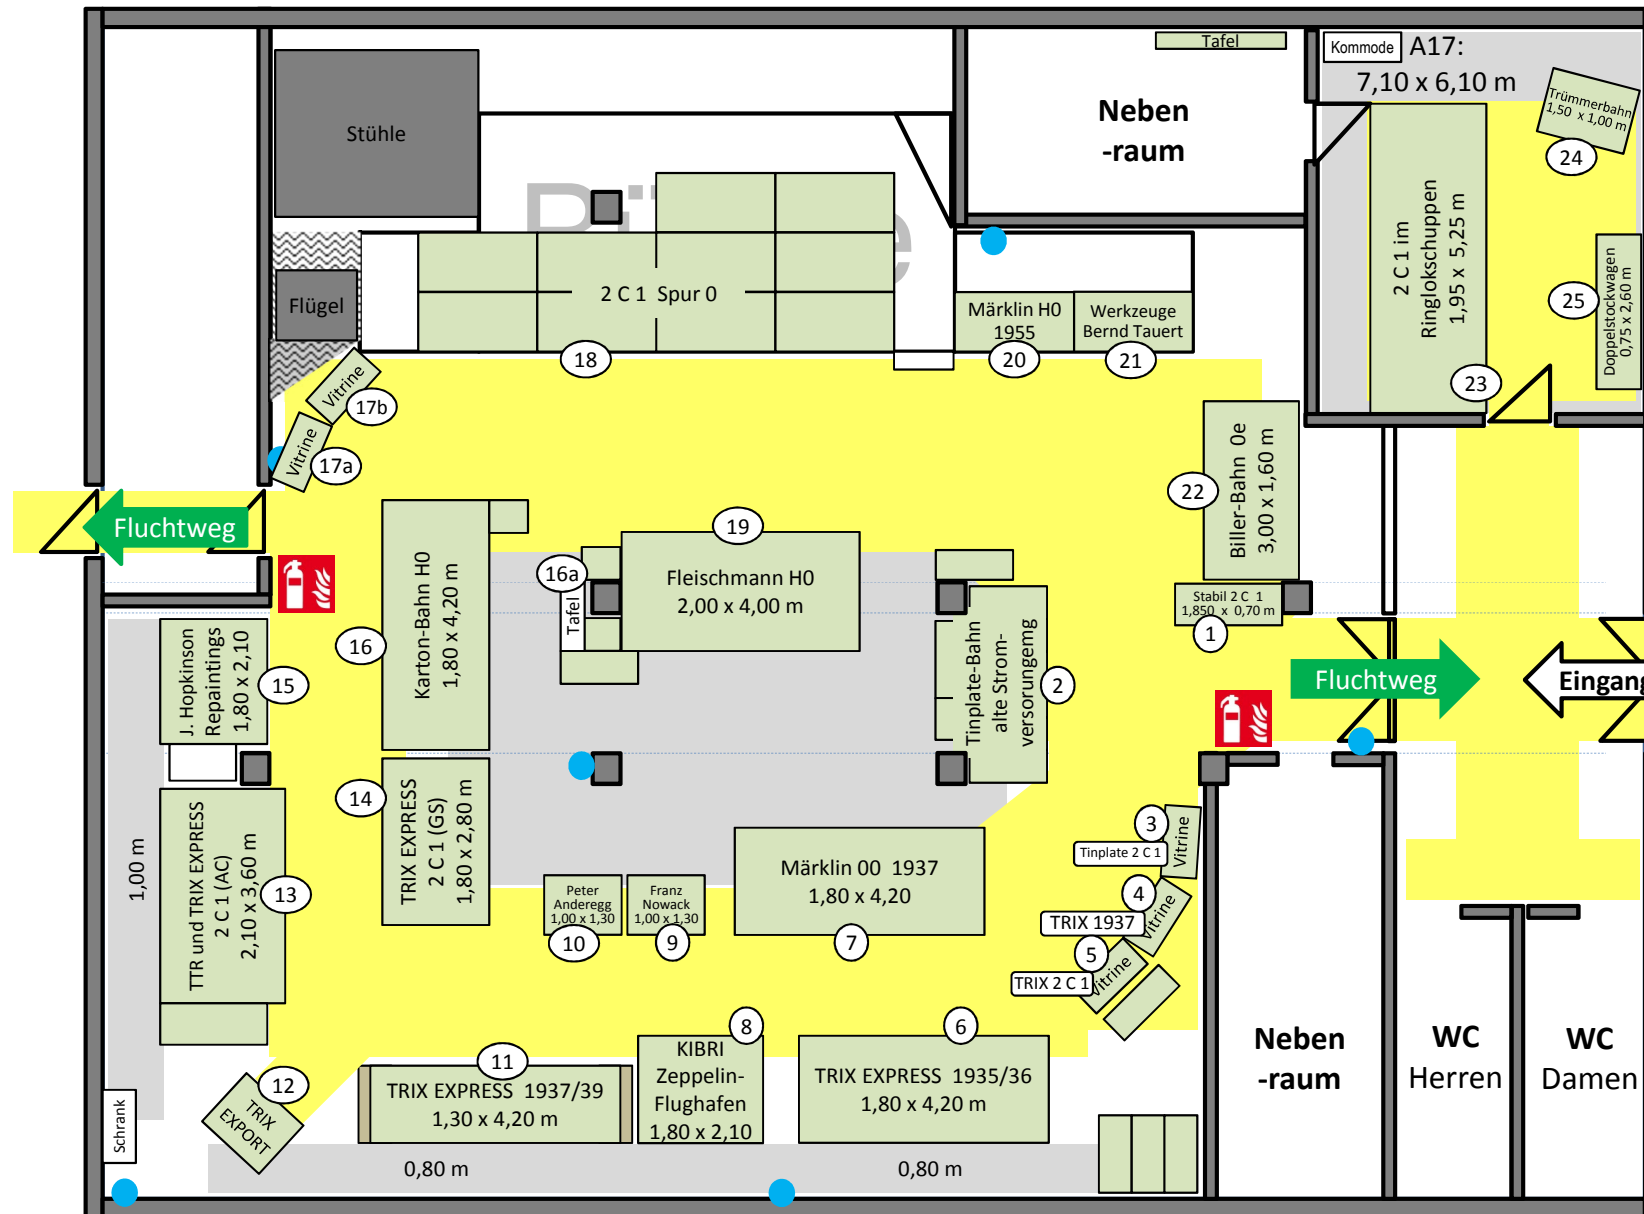 Tafel
Kommode
A17:
7,10 x 6,10 m
Trümmerbahn
1,50 x 1,00 m
24
Neben
-raum
Stühle
2 C 1 im
Ringlokschuppen
1,95 x 5,25 m
23
Doppelstockwagen
0,75 x 2,60 m
25
Flügel
2 C 1 Spur 0
18
Märklin H0
1955
20
Werkzeuge
Bernd Tauert
21
Vitrine
17b
Vitrine
17a
Biller-Bahn 0e
3,00 x 1,60 m
22
Fluchtweg
Karton-Bahn H0
1,80 x 4,20 m
16
16a
Tafel
19
Fleischmann H0
2,00 x 4,00 m
Tinplate-Bahn
alte Strom-
versorungemg
2
Stabil 2 C 1
1,850 x 0,70 m
1
Fluchtweg
Eingang
J. Hopkinson
Repaintings
1,80 x 2,10
15
TRIX EXPRESS
2 C 1 (GS)
1,80 x 2,80 m
14
1,00 m
TTR und TRIX EXPRESS
2 C 1 (AC)
2,10 x 3,60 m
13
Peter
Anderegg
1,00 x 1,30
10
Franz
Nowack
1,00 x 1,30
9
Märklin 00 1937
1,80 x 4,20
7
3
Tinplate 2 C 1
Vitrine
4
TRIX 1937
Vitrine
5
TRIX 2 C 1
Vitrine
12
TRIX
EXPORT
11
TRIX EXPRESS 1937/39
1,30 x 4,20 m
8
KIBRI
Zeppelin-
Flughafen
1,80 x 2,10
6
TRIX EXPRESS 1935/36
1,80 x 4,20 m
Neben
-raum
WC
Herren
WC
Damen
Schrank
0,80 m
0,80 m